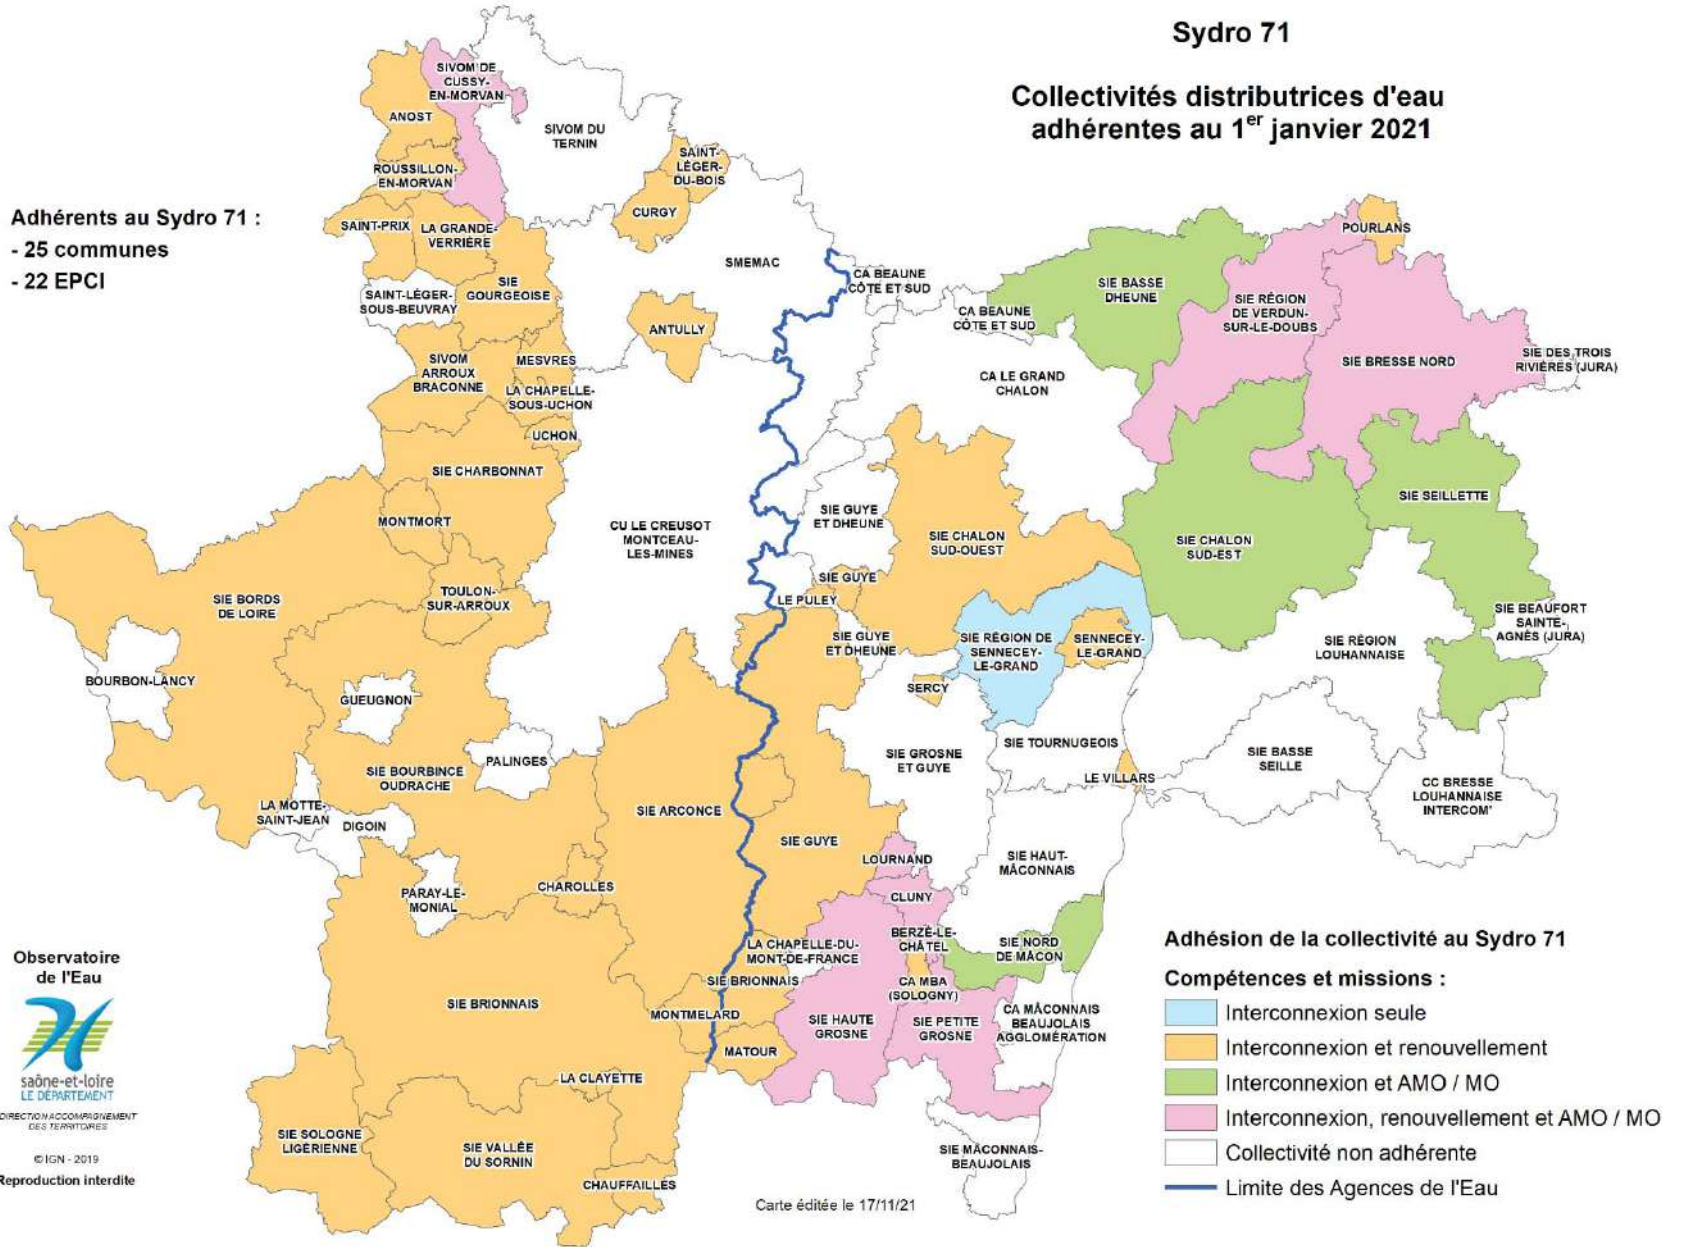 Sydro 71
Collectivités distributrices d'eau
adhérentes au 1er janvier 2021
Adhérents au Sydro 71 :
- 25 communes
- 22 EPCI
SIVOM DE
CUSSY-
EN-MORVAN
ANOST
SIVOM DU
TERNIN
ROUSSILLON-
EN-MORVAN
SAINT-
LÉGER-
DU-BOIS
CURGY
SAINT-PRIX
LA GRANDE-
VERRIÈRE
SMEMAC
SAINT-LÉGER-
SOUS-BEUVRAY
SIE
GOURGEOISE
ANTULLY
CA BEAUNE
CÔTE ET SUD
CA BEAUNE
CÔTE ET SUD
SIE BASSE
DHEUNE
POURLANS
SIE RÉGION
DE VERDUN-
SUR-LE-DOUBS
SIE BRESSE NORD
SIE DES TROIS
RIVIÈRES (JURA)
SIVOM
ARROUX
BRACONNE
MESVRES
LA CHAPELLE-
SOUS-UCHON
UCHON
CA LE GRAND
CHALON
SIE CHARBONNAT
MONTMORT
CU LE CREUSOT
MONTCEAU-
LES-MINES
SIE GUYE
ET DHEUNE
SIE CHALON
SUD-OUEST
SIE CHALON
SUD-EST
SIE SEILLETTE
SIE BORDS
DE LOIRE
TOULON-
SUR-ARROUX
SIE GUYE
LE PULEY
SIE GUYE
ET DHEUNE
SIE RÉGION DE
SENNECEY-
LE-GRAND
SENNECEY-
LE-GRAND
SIE RÉGION
LOUHANNAISE
SIE BEAUFORT
SAINTE-
AGNÈS (JURA)
BOURBON-LANCY
GUEUGNON
SERCY
PALINGES
SIE BOURBINCE
OUDRACHE
SIE GROSNE
ET GUYE
SIE TOURNUGEOIS
LE VILLARS
SIE BASSE
SEILLE
CC BRESSE
LOUHANNAISE
INTERCOM'
LA MOTTE-
SAINT-JEAN
DIGOIN
SIE ARCONCE
SIE GUYE
LOURNAND
SIE HAUT-
MÂCONNAIS
PARAY-LE-
MONIAL
CHAROLLES
CLUNY
BERZÉ-LE-
CHÂTEL
SIE NORD
DE MÂCON
LA CHAPELLE-DU-
MONT-DE-FRANCE
SIE BRIONNAIS
SIE BRIONNAIS
CA MBA
(SOLOGNY)
MONTMELARD
SIE HAUTE
GROSNE
SIE PETITE
GROSNE
CA MÂCONNAIS
BEAUJOLAIS
AGGLOMÉRATION
MATOUR
LA CLAYETTE
SIE SOLOGNE
LIGÉRIENNE
SIE VALLÉE
DU SORNIN
CHAUFFAILLES
SIE MÂCONNAIS-
BEAUJOLAIS
Observatoire
de l'Eau
saône-et-loire
LE DÉPARTEMENT
DIRECTION ACCOMPAGNEMENT
DES TERRITOIRES
© IGN - 2019
Reproduction interdite
Carte éditée le 17/11/21
Adhésion de la collectivité au Sydro 71
Compétences et missions :
Interconnexion seule
Interconnexion et renouvellement
Interconnexion et AMO / MO
Interconnexion, renouvellement et AMO / MO
Collectivité non adhérente
Limite des Agences de l'Eau